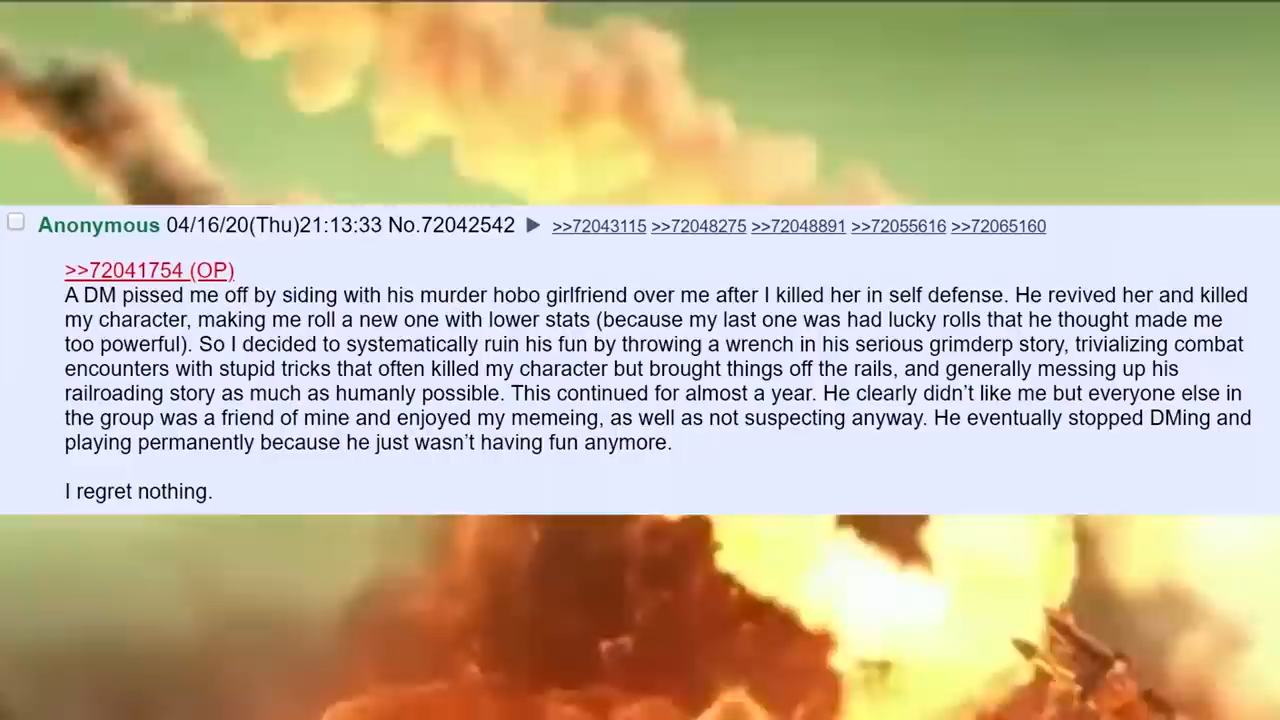 Anonymous 04/16/20(Thu)21:13:33 No.72042542 ▶ >>72043115 >>72048275 >>72048891 >>72055616 >>72065160
>>72041754 (OP)
A DM pissed me off by siding with his murder hobo girlfriend over me after I killed her in self defense. He revived her and killed
my character, making me roll a new one with lower stats (because my last one was had lucky rolls that he thought made me
too powerful). So I decided to systematically ruin his fun by throwing a wrench in his serious grimderp story, trivializing combat
encounters with stupid tricks that often killed my character but brought things off the rails, and generally messing up his
railroading story as much as humanly possible. This continued for almost a year. He clearly didn’t like me but everyone else in
the group was a friend of mine and enjoyed my memeing, as well as not suspecting anyway. He eventually stopped DMing and
playing permanently because he just wasn’t having fun anymore.
I regret nothing.